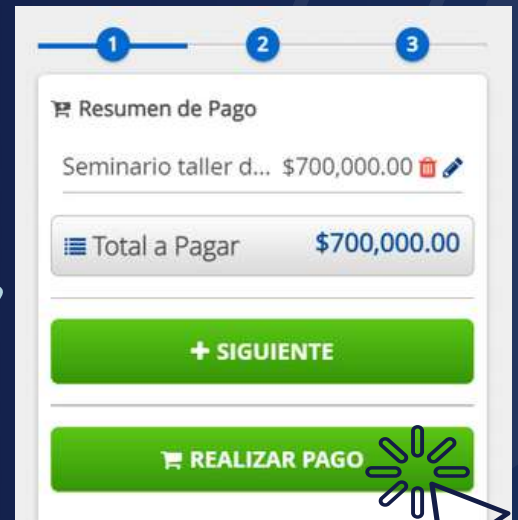 1 2 3
Resumen de Pago
Seminario taller d... $700,000.00
Total a Pagar $700,000.00
+ SIGUIENTE
REALIZAR PAGO